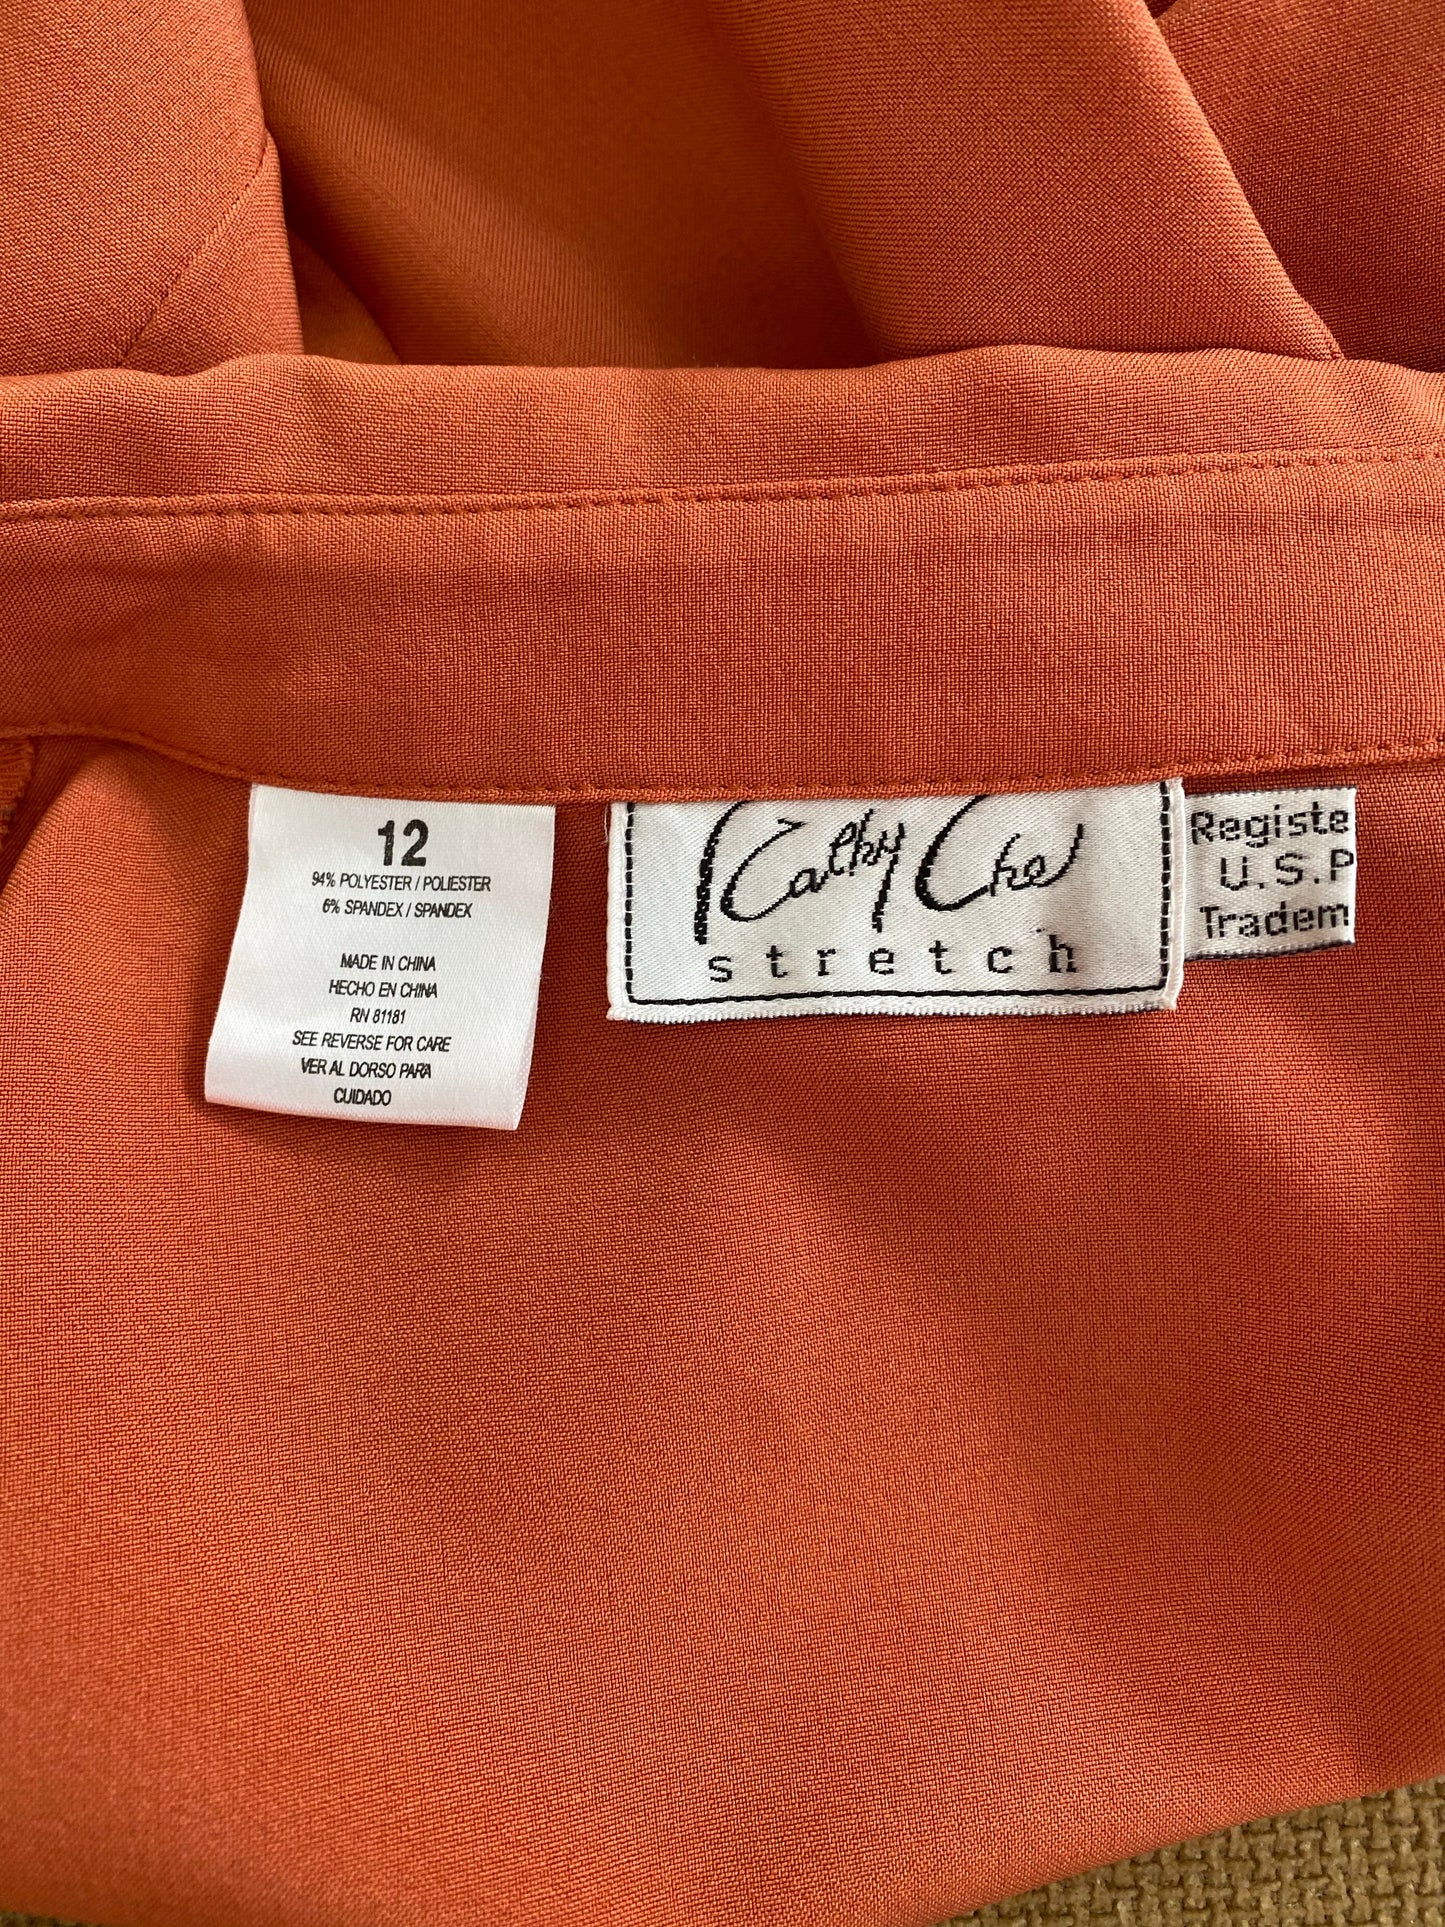 12
94% POLYESTER / POLIESTER
6% SPANDEX / SPANDEX
MADE IN CHINA
HECHO EN CHINA
RN 81181
SEE REVERSE FOR CARE
VER AL DORSO PARA
CUIDADO
Cathy Che
stretch
Registe
U.S.P
Tradem